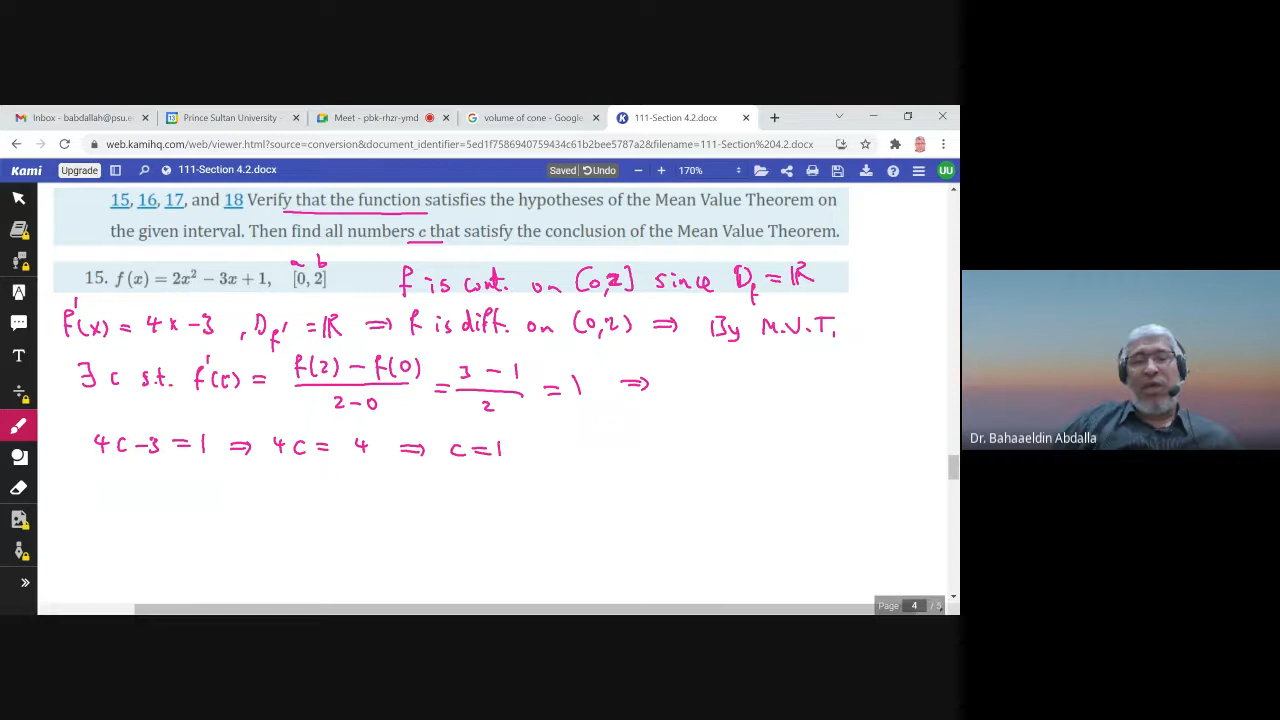 Inbox - babdallah@psu.e
Prince Sultan University -
Meet - pbk-rhzr-ymd
volume of cone - Google
111-Section 4.2.docx
web.kamihq.com/web/viewer.html?source=conversion&document_identifier=5ed1f7586940759434c61b2bee5787a2&filename=111-Section%204.2.docx
Kami Upgrade 111-Section 4.2.docx Saved Undo 170% UU
15, 16, 17, and 18 Verify that the function satisfies the hypotheses of the Mean Value Theorem on
the given interval. Then find all numbers c that satisfy the conclusion of the Mean Value Theorem.
a b
15. f (x) = 2x² − 3x + 1, [0, 2] f is cont. on [0,2] since D_f = ℝ
f'(x) = 4x -3 , D_f' = ℝ ⇒ f is diff. on (0,2) ⇒ By M.V.T.
∃ c s.t. f'(c) = f(2) - f(0) / 2-0 = 3 - 1 / 2 = 1 ⇒
4c-3 = 1 ⇒ 4c = 4 ⇒ c = 1
Dr. Bahaaeldin Abdalla
Page 4 / 5